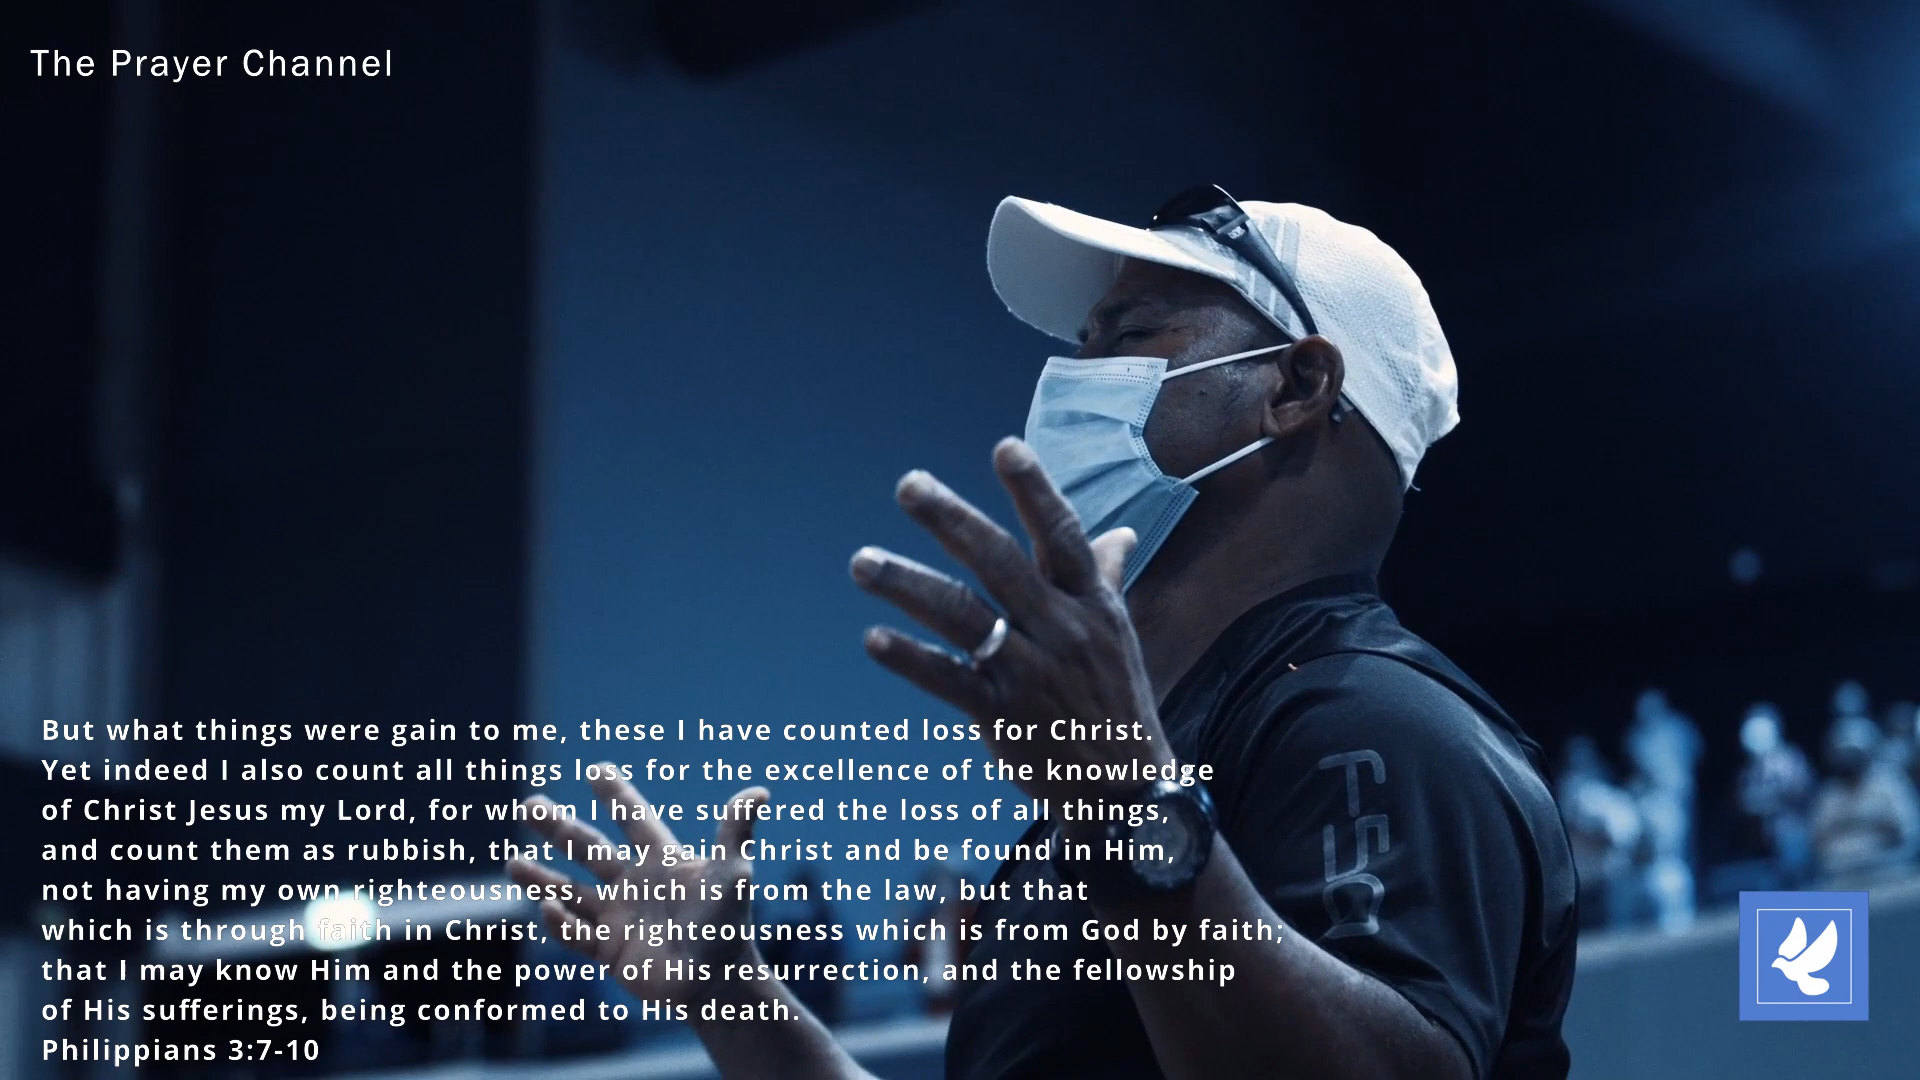 The Prayer Channel
But what things were gain to me, these I have counted loss for Christ.
Yet indeed I also count all things loss for the excellence of the knowledge
of Christ Jesus my Lord, for whom I have suffered the loss of all things,
and count them as rubbish, that I may gain Christ and be found in Him,
not having my own righteousness, which is from the law, but that
which is through faith in Christ, the righteousness which is from God by faith;
that I may know Him and the power of His resurrection, and the fellowship
of His sufferings, being conformed to His death.
Philippians 3:7-10